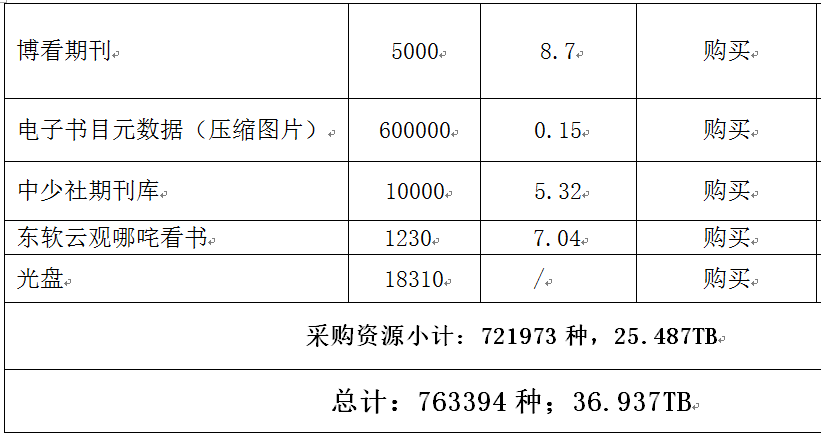 博看期刊 5000 8.7 购买
电子书目元数据（压缩图片） 600000 0.15 购买
中少社期刊库 10000 5.32 购买
东软云观哪咤看书 1230 7.04 购买
光盘 18310 / 购买
采购资源小计：721973 种，25.487TB
总计：763394 种；36.937TB